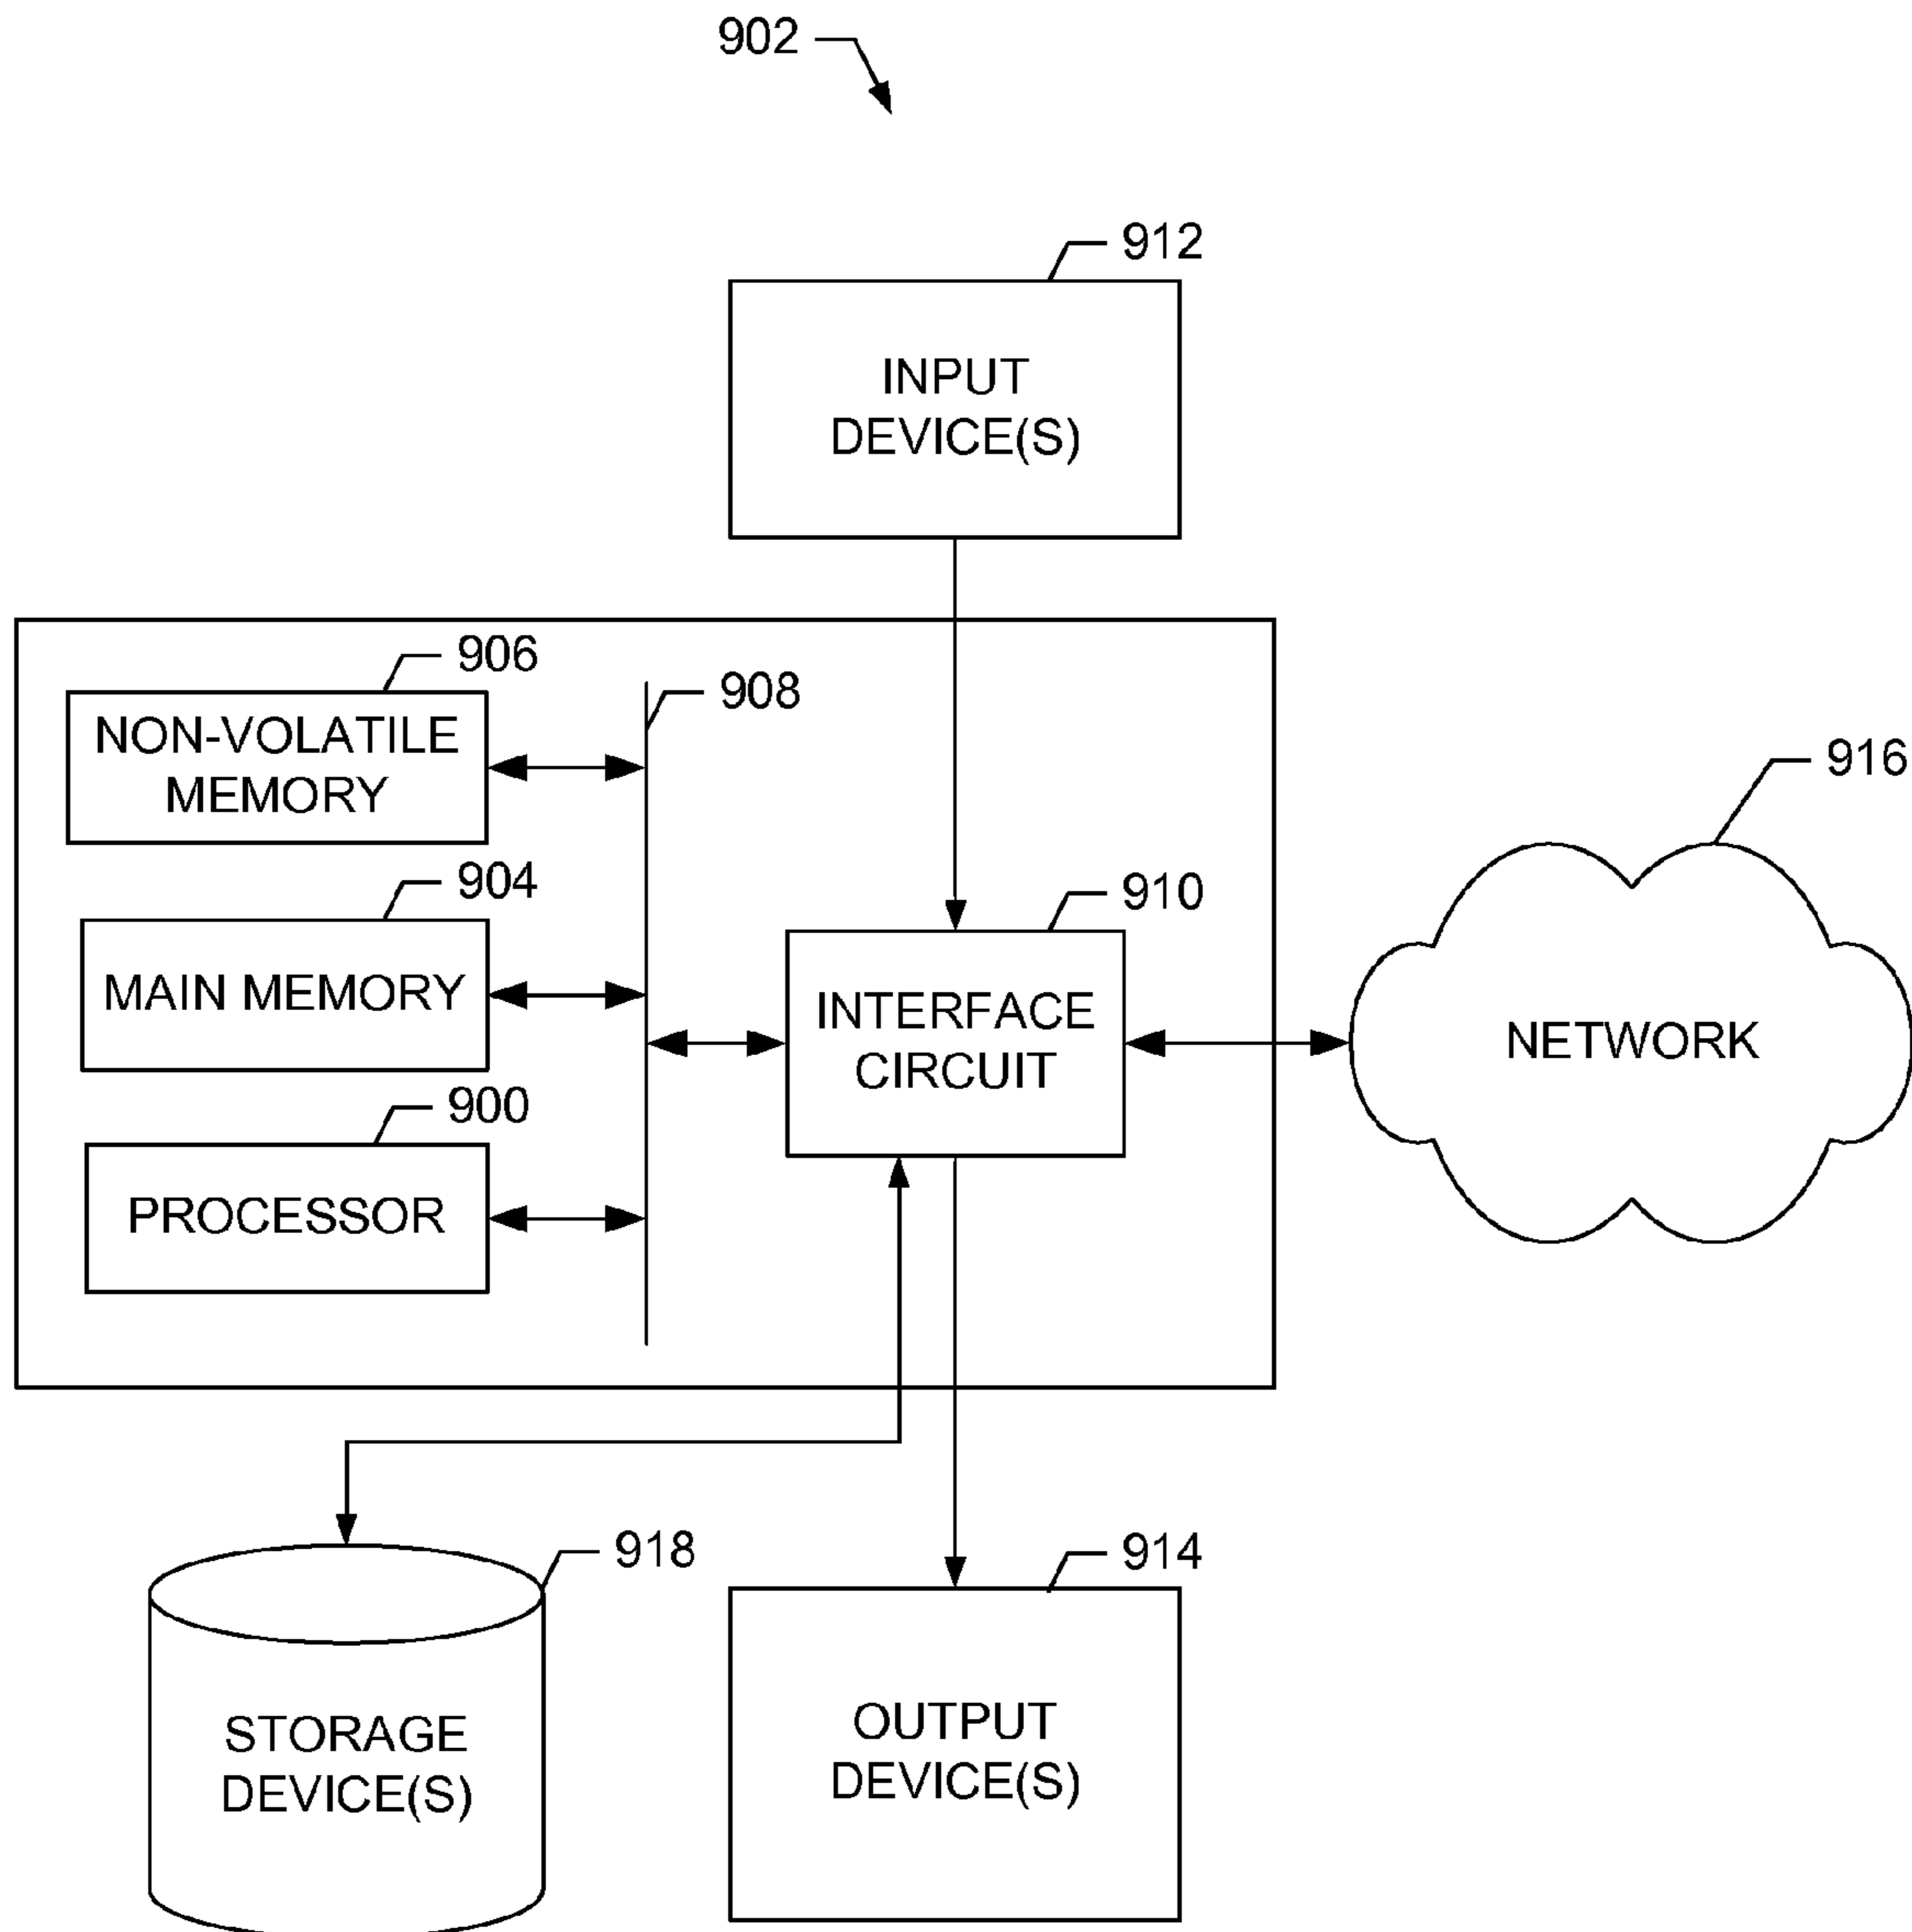 902
912
INPUT
DEVICE(S)
906
908
NON-VOLATILE
MEMORY
916
904
910
MAIN MEMORY
INTERFACE
CIRCUIT
NETWORK
900
PROCESSOR
918
914
STORAGE
DEVICE(S)
OUTPUT
DEVICE(S)